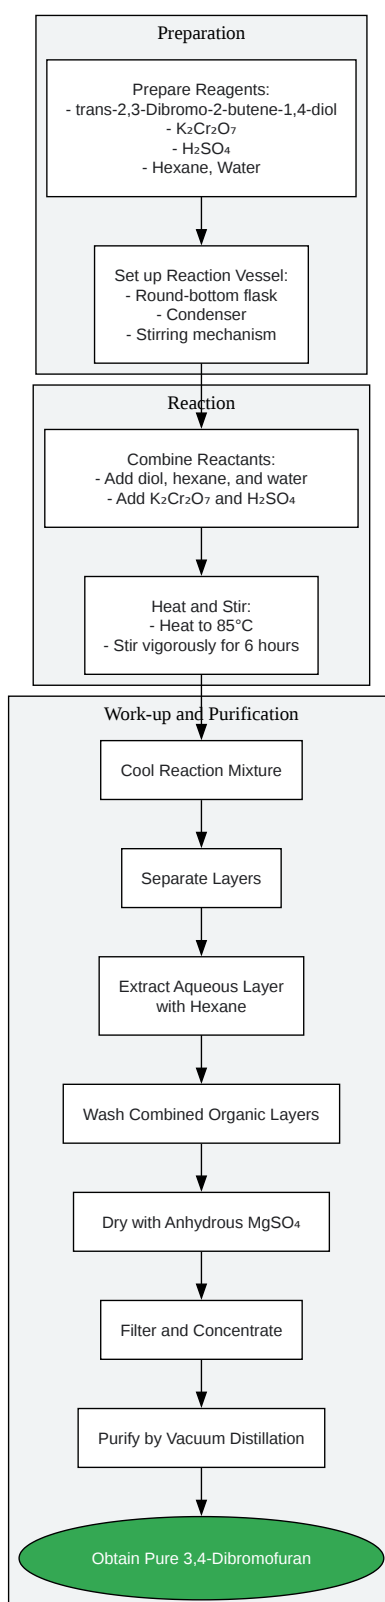 Preparation
Prepare Reagents:
- trans-2,3-Dibromo-2-butene-1,4-diol
- K₂Cr₂O₇
- H₂SO₄
- Hexane, Water
Set up Reaction Vessel:
- Round-bottom flask
- Condenser
- Stirring mechanism
Reaction
Combine Reactants:
- Add diol, hexane, and water
- Add K₂Cr₂O₇ and H₂SO₄
Heat and Stir:
- Heat to 85°C
- Stir vigorously for 6 hours
Work-up and Purification
Cool Reaction Mixture
Separate Layers
Extract Aqueous Layer
with Hexane
Wash Combined Organic Layers
Dry with Anhydrous MgSO₄
Filter and Concentrate
Purify by Vacuum Distillation
Obtain Pure 3,4-Dibromofuran